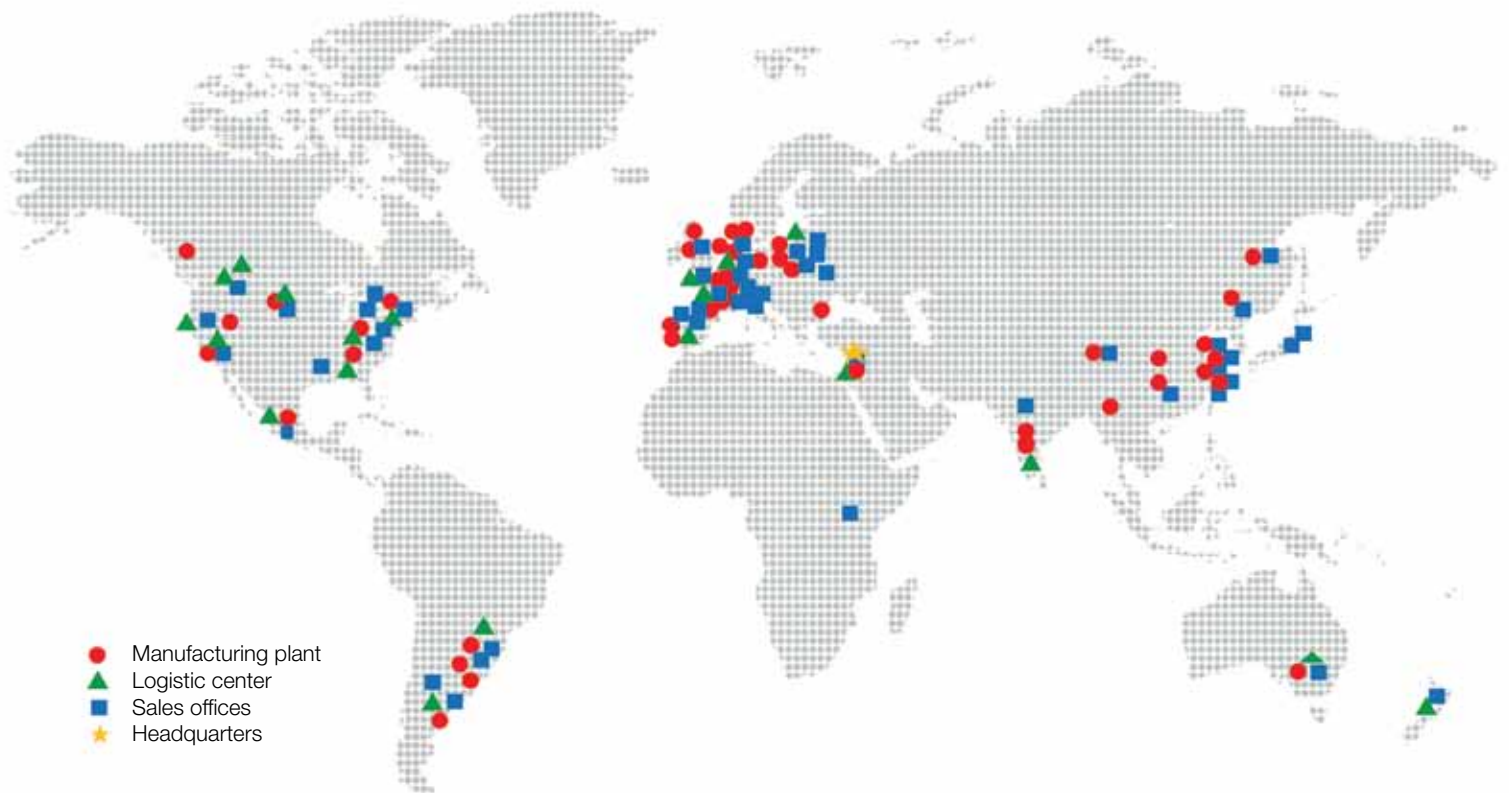 Manufacturing plant
Logistic center
Sales offices
Headquarters